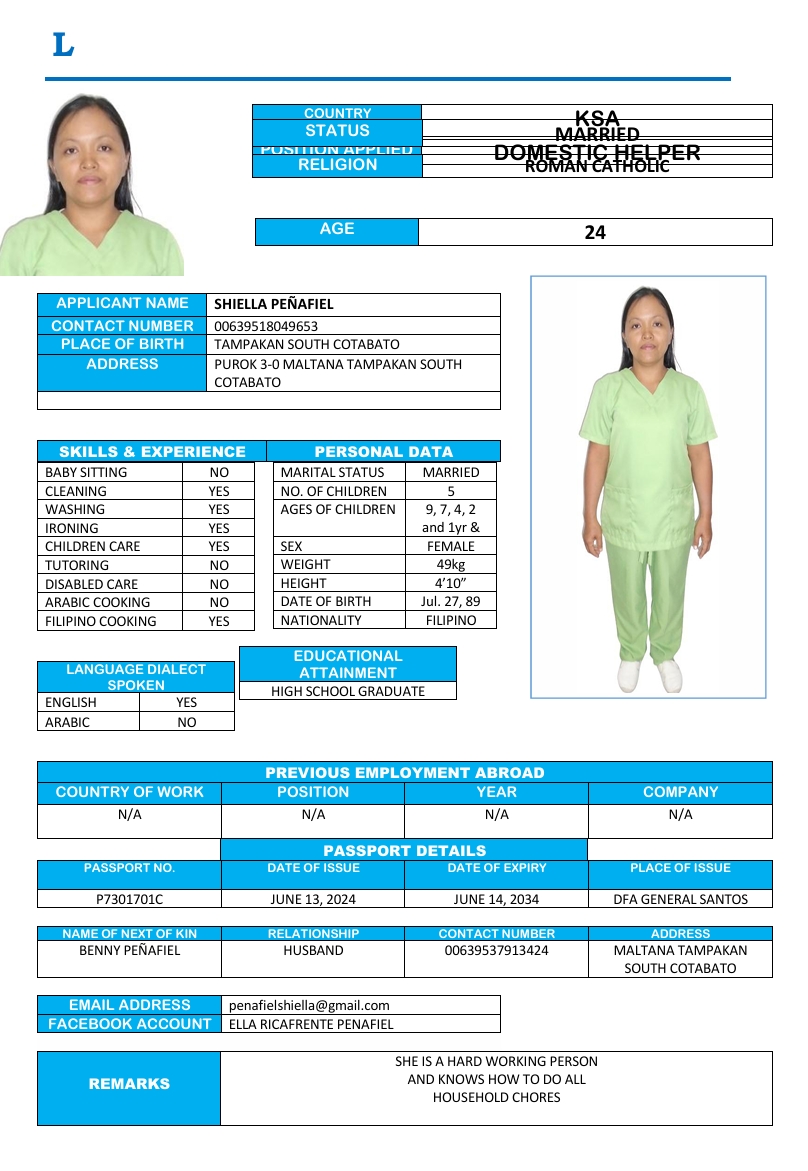 L
COUNTRY KSA
STATUS MARRIED
POSITION APPLIED DOMESTIC HELPER
RELIGION ROMAN CATHOLIC
AGE 24
APPLICANT NAME SHIELLA PEÑAFIEL
CONTACT NUMBER 00639518049653
PLACE OF BIRTH TAMPAKAN SOUTH COTABATO
ADDRESS PUROK 3-0 MALTANA TAMPAKAN SOUTH
COTABATO
SKILLS & EXPERIENCE PERSONAL DATA
BABY SITTING NO MARITAL STATUS MARRIED
CLEANING YES NO. OF CHILDREN 5
WASHING YES AGES OF CHILDREN 9, 7, 4, 2
IRONING YES and 1yr &
CHILDREN CARE YES SEX FEMALE
TUTORING NO WEIGHT 49kg
DISABLED CARE NO HEIGHT 4’10”
ARABIC COOKING NO DATE OF BIRTH Jul. 27, 89
FILIPINO COOKING YES NATIONALITY FILIPINO
LANGUAGE DIALECT
SPOKEN
ENGLISH YES
ARABIC NO
EDUCATIONAL
ATTAINMENT
HIGH SCHOOL GRADUATE
PREVIOUS EMPLOYMENT ABROAD
COUNTRY OF WORK POSITION YEAR COMPANY
N/A N/A N/A N/A
PASSPORT DETAILS
PASSPORT NO. DATE OF ISSUE DATE OF EXPIRY PLACE OF ISSUE
P7301701C JUNE 13, 2024 JUNE 14, 2034 DFA GENERAL SANTOS
NAME OF NEXT OF KIN RELATIONSHIP CONTACT NUMBER ADDRESS
BENNY PEÑAFIEL HUSBAND 00639537913424 MALTANA TAMPAKAN
SOUTH COTABATO
EMAIL ADDRESS penafielshiella@gmail.com
FACEBOOK ACCOUNT ELLA RICAFRENTE PENAFIEL
REMARKS SHE IS A HARD WORKING PERSON
AND KNOWS HOW TO DO ALL
HOUSEHOLD CHORES